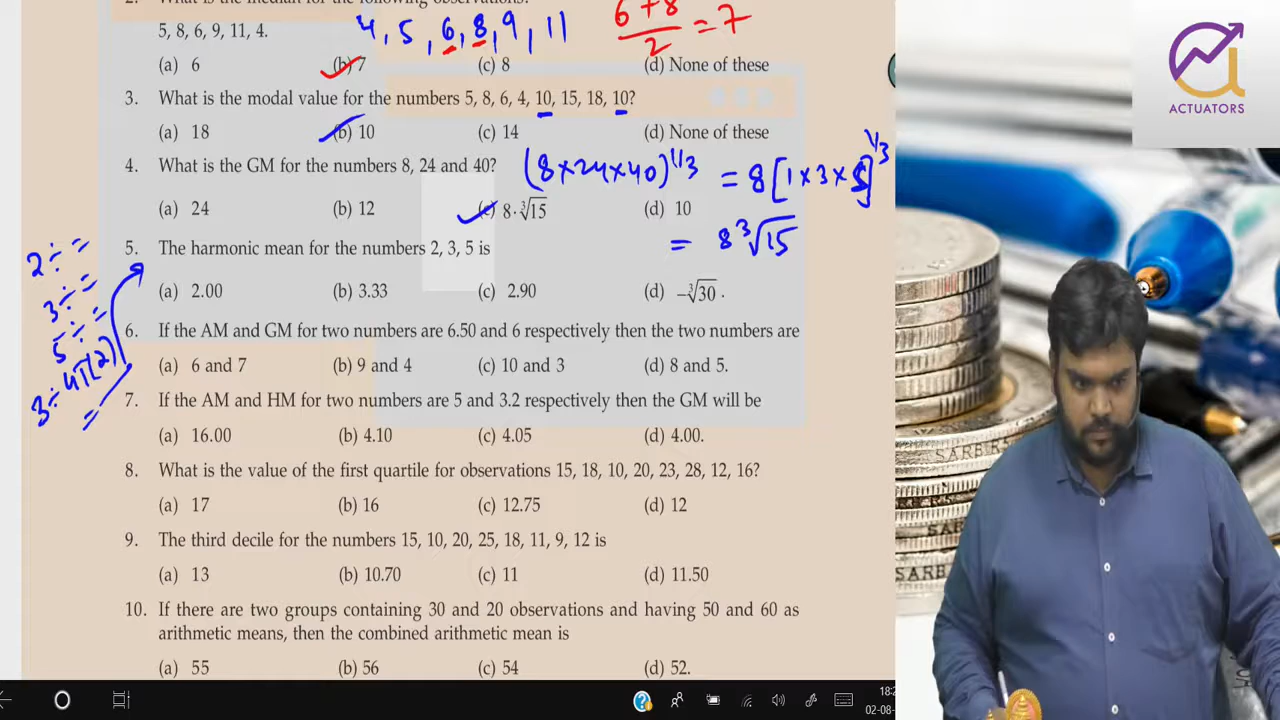 2. What is the median for the following observations?
5, 8, 6, 9, 11, 4.
4, 5, 6, 8, 9, 11
6+8/2 = 7
(a) 6 (b) 7 (c) 8 (d) None of these
3. What is the modal value for the numbers 5, 8, 6, 4, 10, 15, 18, 10?
(a) 18 (b) 10 (c) 14 (d) None of these
4. What is the GM for the numbers 8, 24 and 40?
(8×24×40)^1/3 = 8[1×3×5]^1/3
(a) 24 (b) 12 (c) 8·∛15 (d) 10
= 8∛15
5. The harmonic mean for the numbers 2, 3, 5 is
(a) 2.00 (b) 3.33 (c) 2.90 (d) –∛30 .
2÷=
3÷=
5÷=
3÷
=
6. If the AM and GM for two numbers are 6.50 and 6 respectively then the two numbers are
(a) 6 and 7 (b) 9 and 4 (c) 10 and 3 (d) 8 and 5.
7. If the AM and HM for two numbers are 5 and 3.2 respectively then the GM will be
(a) 16.00 (b) 4.10 (c) 4.05 (d) 4.00.
8. What is the value of the first quartile for observations 15, 18, 10, 20, 23, 28, 12, 16?
(a) 17 (b) 16 (c) 12.75 (d) 12
9. The third decile for the numbers 15, 10, 20, 25, 18, 11, 9, 12 is
(a) 13 (b) 10.70 (c) 11 (d) 11.50
10. If there are two groups containing 30 and 20 observations and having 50 and 60 as
arithmetic means, then the combined arithmetic mean is
(a) 55 (b) 56 (c) 54 (d) 52.
ACTUATORS